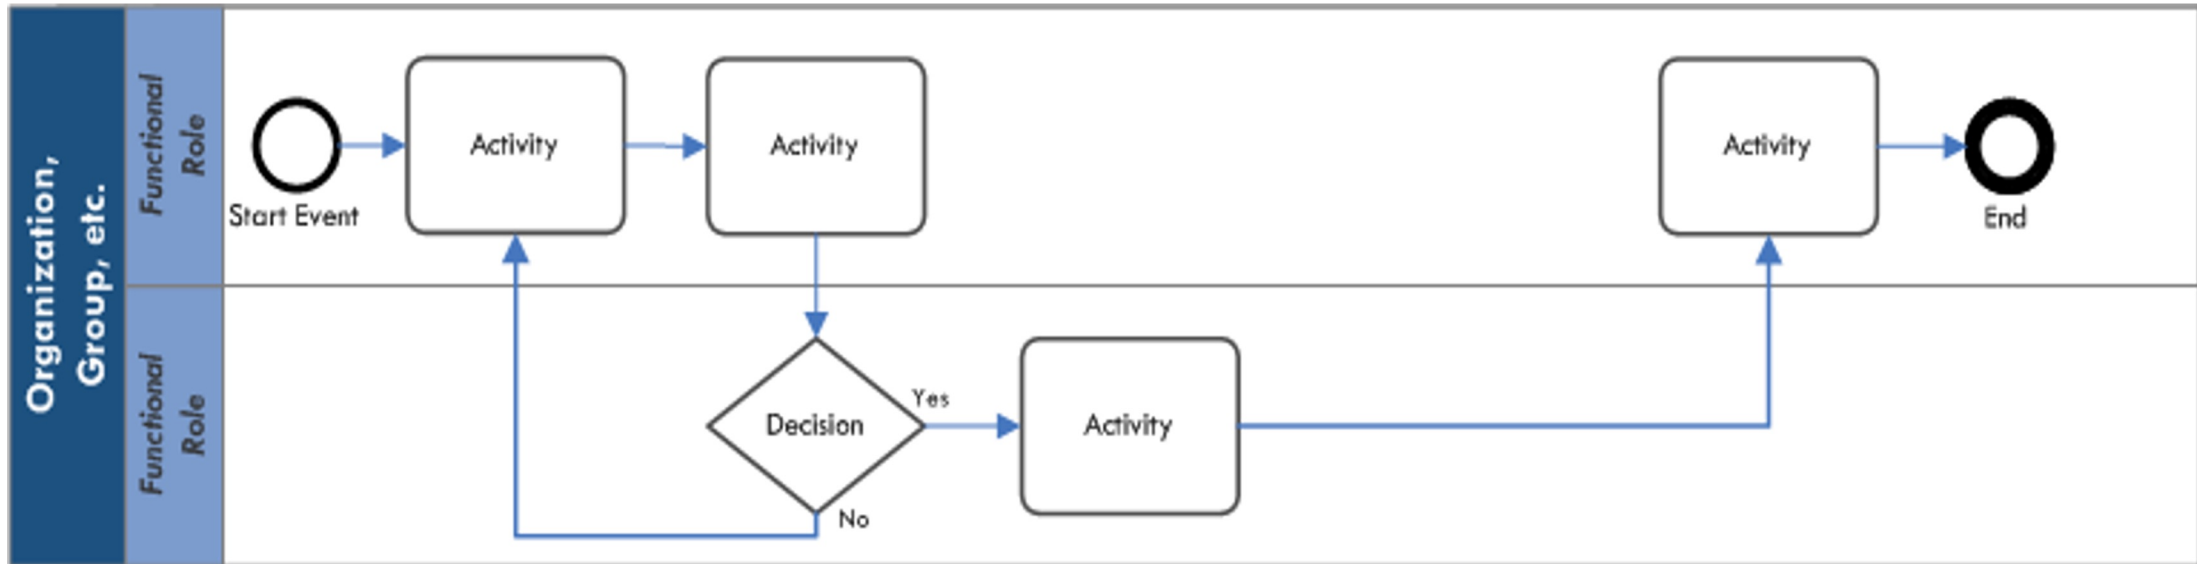 Organization,
Group, etc.
Functional
Role
Start Event
Activity
Activity
Activity
End
Functional
Role
Decision
Yes
No
Activity